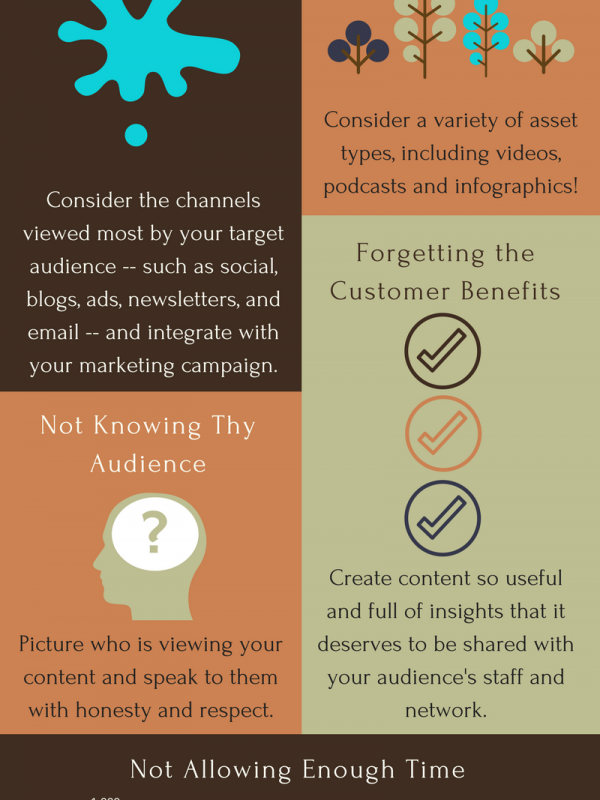 Consider the channels
viewed most by your target
audience -- such as social,
blogs, ads, newsletters, and
email -- and integrate with
your marketing campaign.
Not Knowing Thy
Audience
?
Picture who is viewing your
content and speak to them
with honesty and respect.
Consider a variety of asset
types, including videos,
podcasts and infographics!
Forgetting the
Customer Benefits
Create content so useful
and full of insights that it
deserves to be shared with
your audience's staff and
network.
Not Allowing Enough Time